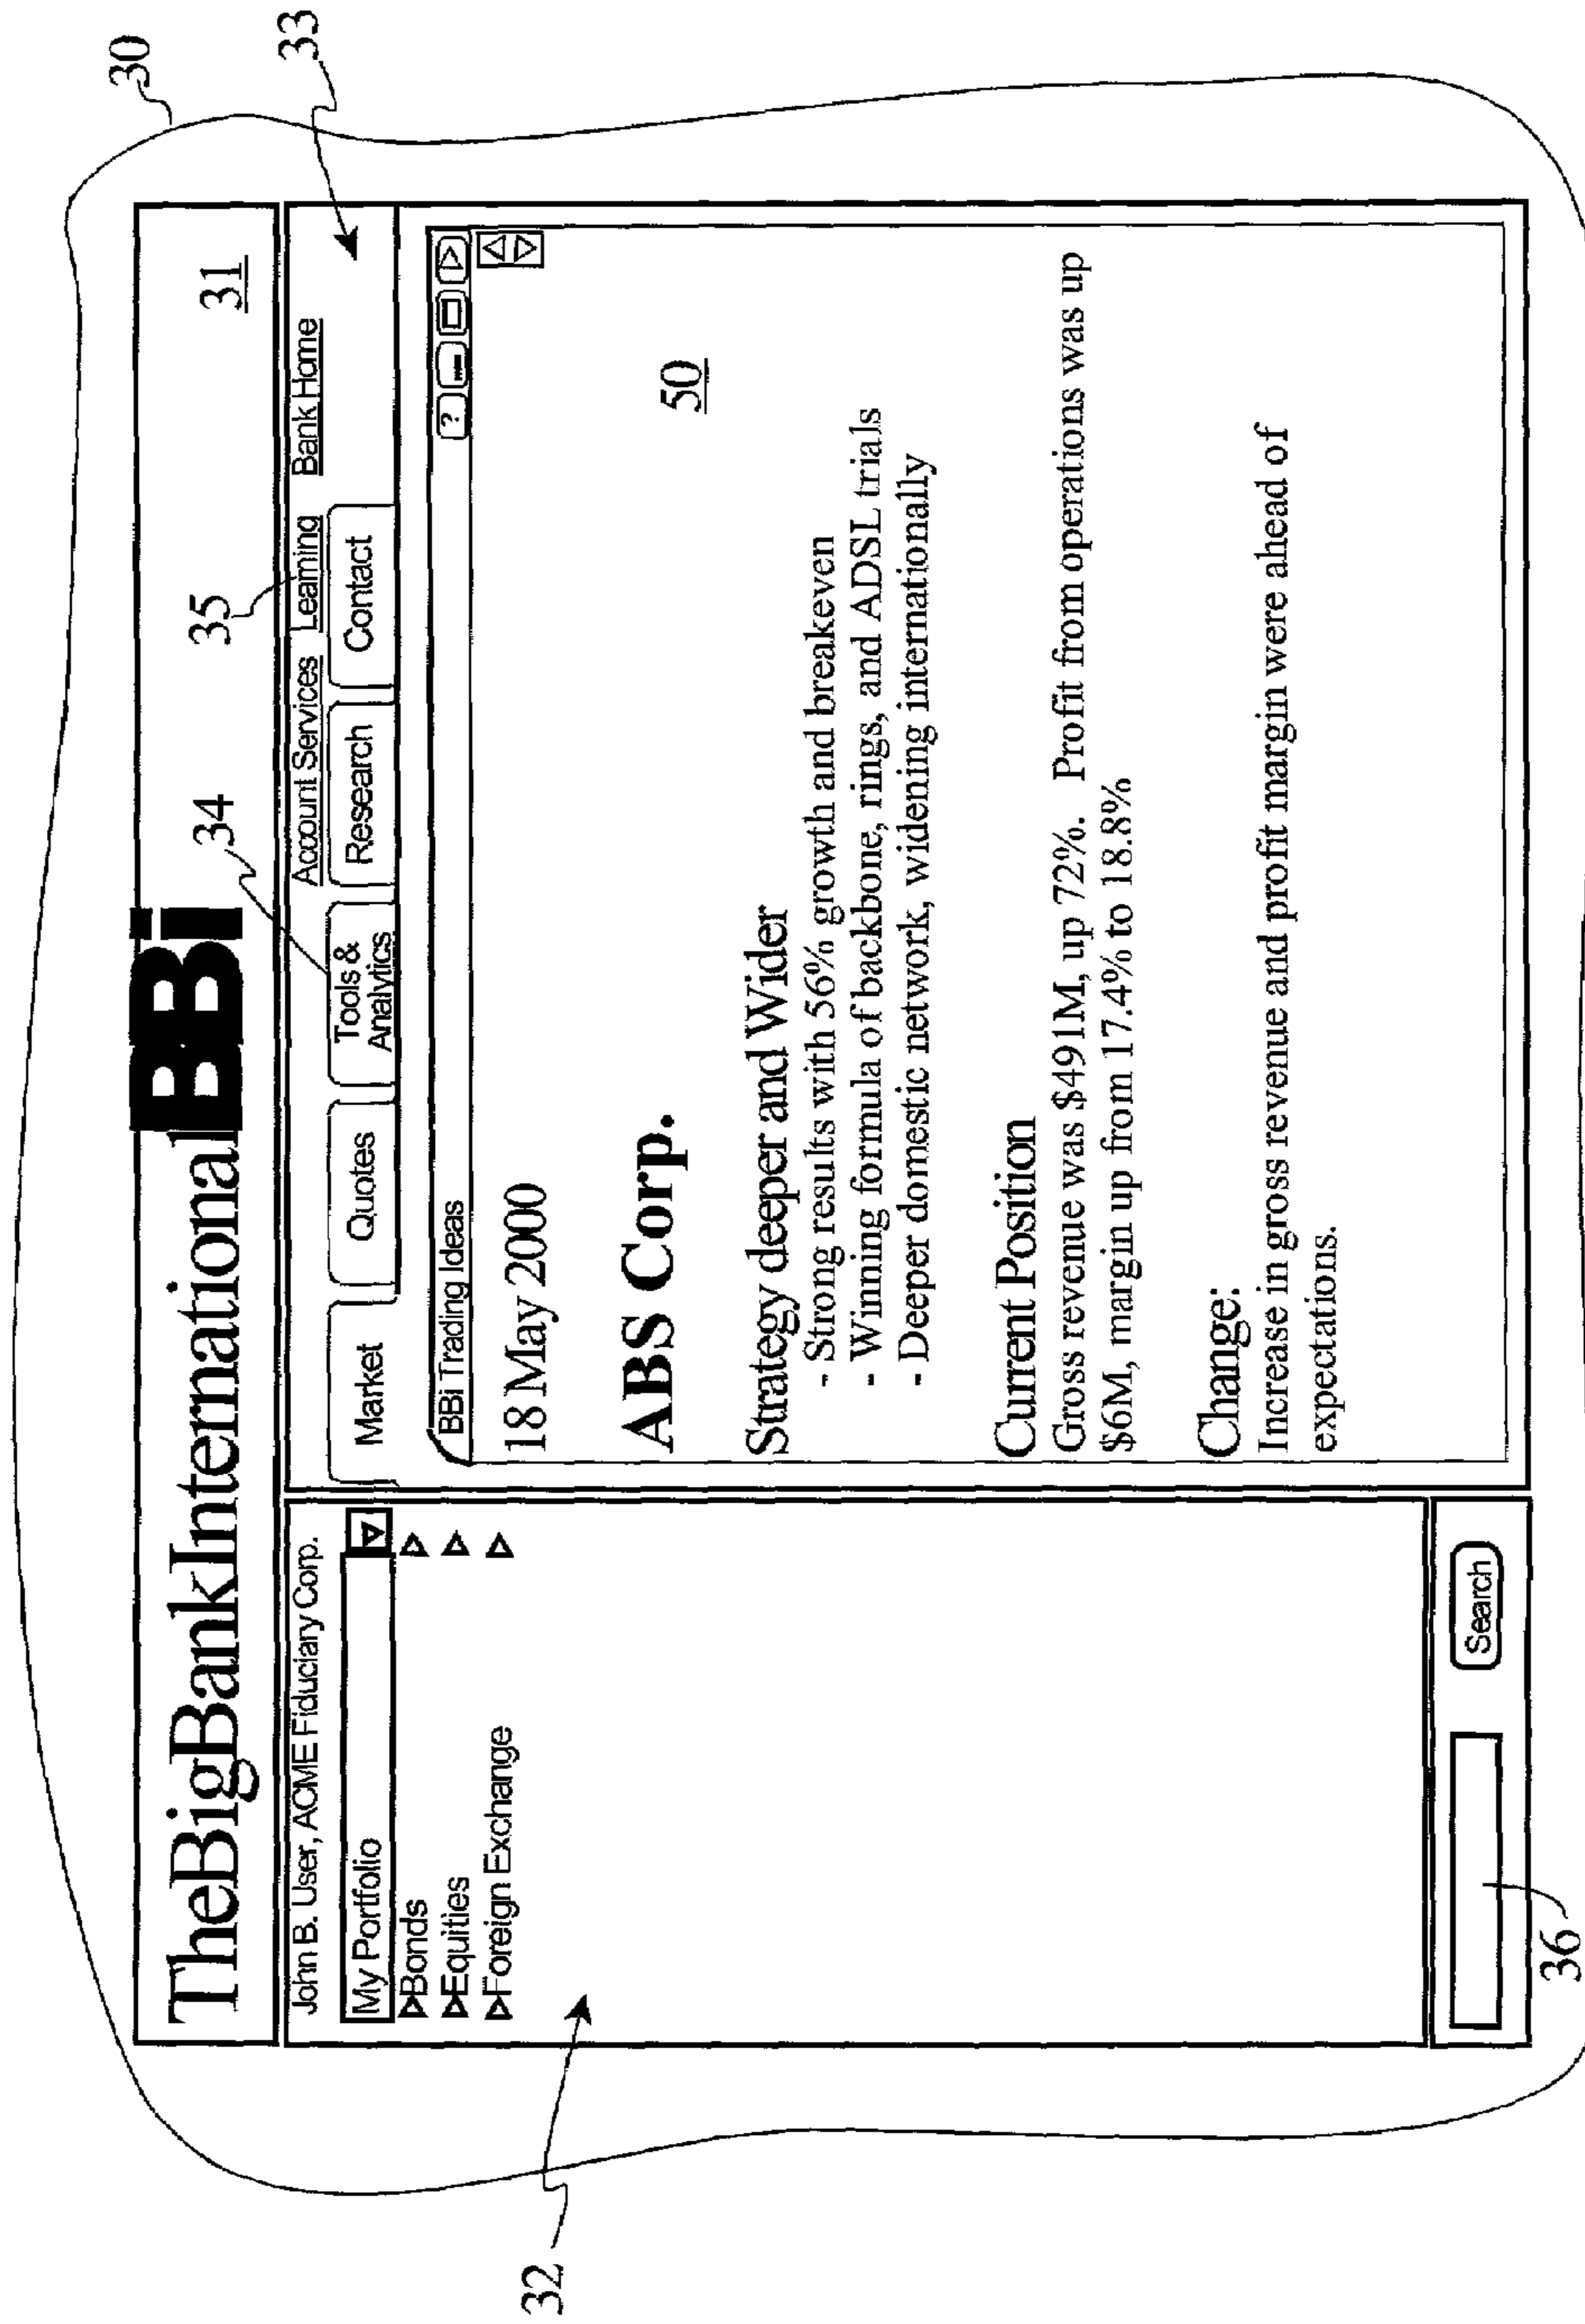 30
TheBigBankInternational BBi
31
33
34
35
John B. User, ACME Fiduciary Corp.
Account Services Learning Bank Home
My Portfolio
Bonds
Equities
Foreign Exchange
Market Quotes Tools & Analytics Research Contact
BBi Trading Ideas ?
18 May 2000
ABS Corp.
50
Strategy deeper and Wider
- Strong results with 56% growth and breakeven
- Winning formula of backbone, rings, and ADSL trials
- Deeper domestic network, widening internationally
Current Position
Gross revenue was $491M, up 72%. Profit from operations was up
$6M, margin up from 17.4% to 18.8%
Change:
Increase in gross revenue and profit margin were ahead of
expectations.
32
Search
36